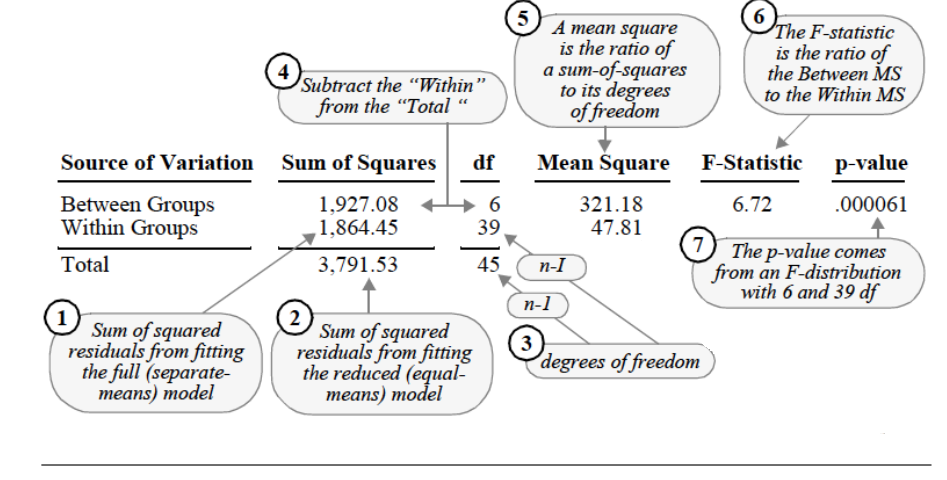 5
A mean square
is the ratio of
a sum-of-squares
to its degrees
of freedom
6
The F-statistic
is the ratio of
the Between MS
to the Within MS
4
Subtract the “Within”
from the “Total “
Source of Variation Sum of Squares df Mean Square F-Statistic p-value
Between Groups 1,927.08 6 321.18 6.72 .000061
Within Groups 1,864.45 39 47.81
Total 3,791.53 45
n-I
n-1
7
The p-value comes
from an F-distribution
with 6 and 39 df
1
Sum of squared
residuals from fitting
the full (separate-
means) model
2
Sum of squared
residuals from fitting
the reduced (equal-
means) model
3
degrees of freedom